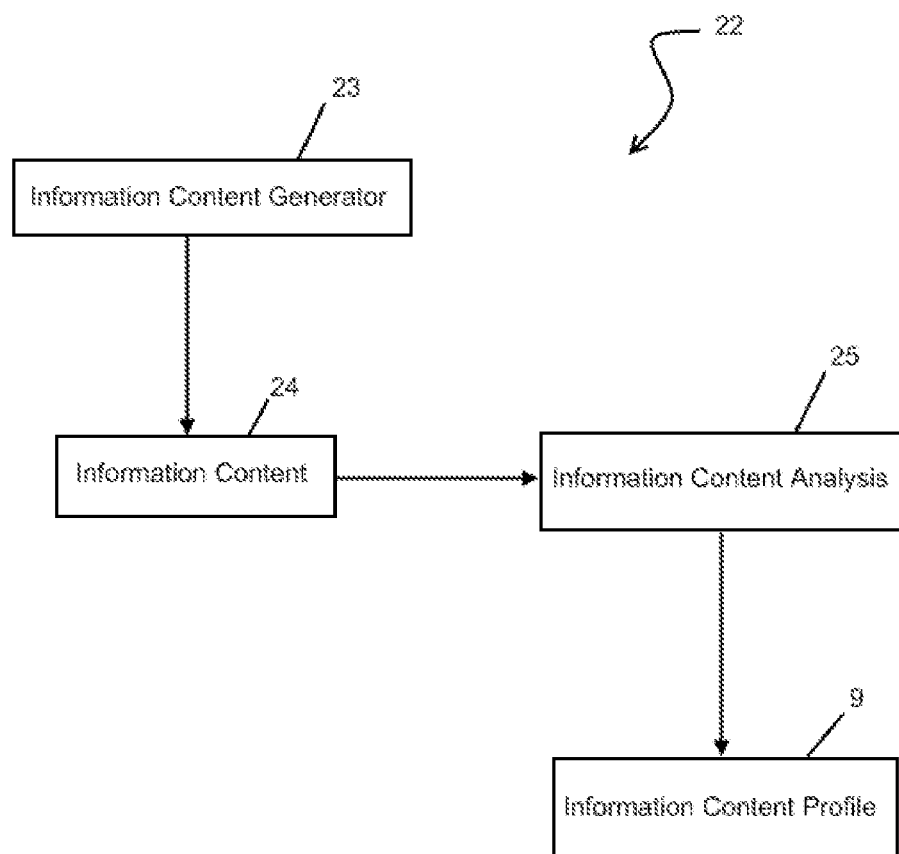 22
23
Information Content Generator
24
Information Content
25
Information Content Analysis
9
Information Content Profile